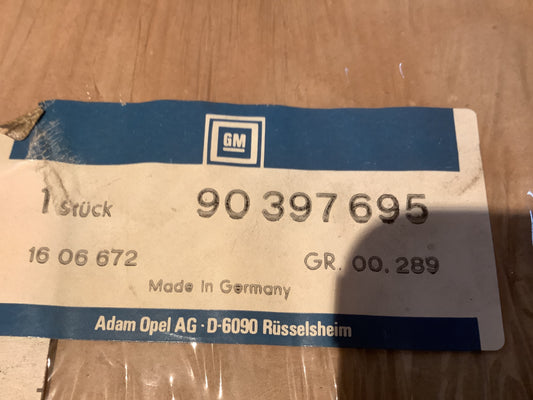 GM
1 Stück 90 397 695
16 06 672 GR. 00.289
Made in Germany
Adam Opel AG · D-6090 Rüsselsheim